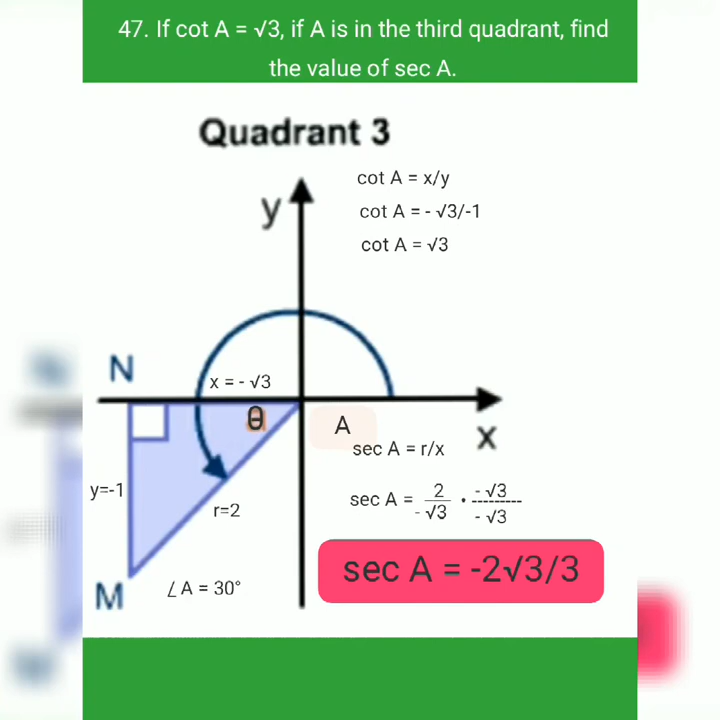 47. If cot A = √3, if A is in the third quadrant, find
the value of sec A.
Quadrant 3
cot A = x/y
y
cot A = - √3/-1
cot A = √3
N
x = - √3
θ
A
x
sec A = r/x
y=-1
sec A = 2/- √3 · - √3/- √3
r=2
sec A = -2√3/3
M
∠A = 30°